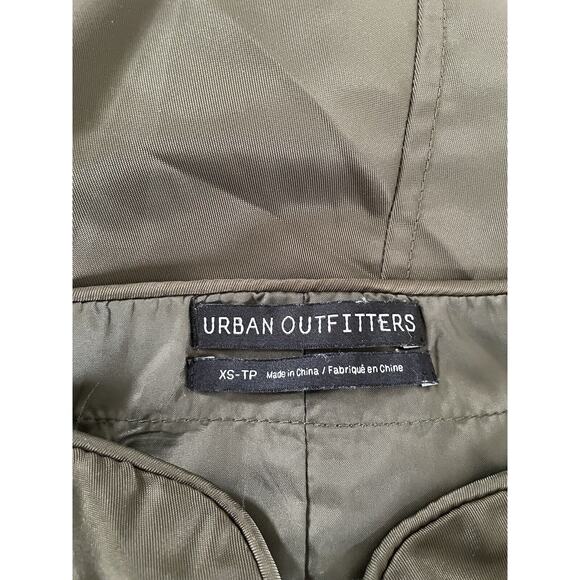 URBAN OUTFITTERS
XS-TP Made in China / Fabriqué en Chine